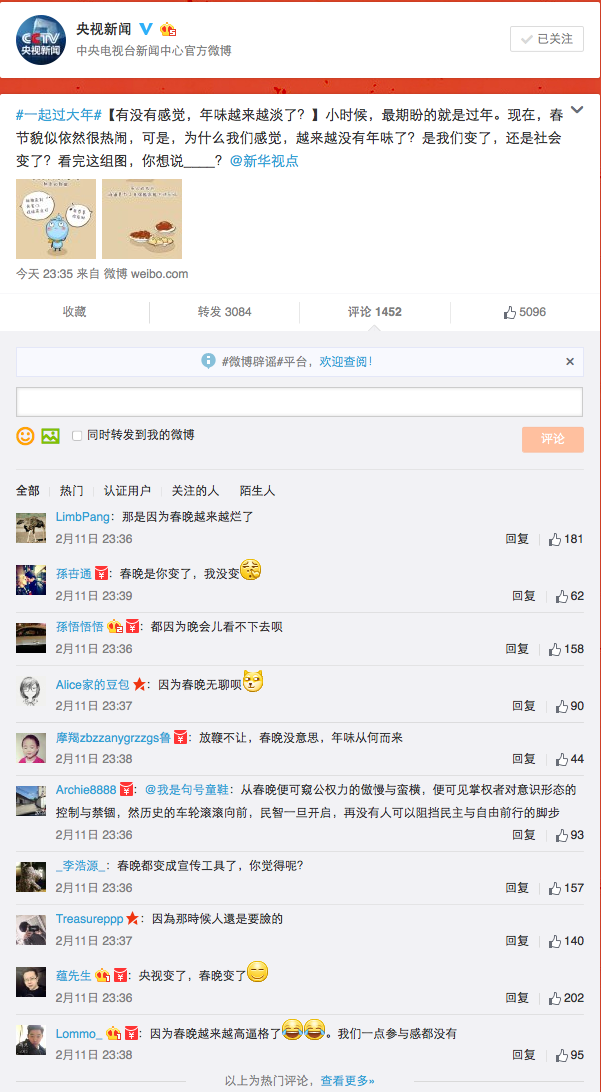 CCTV
央视新闻
央视新闻
中央电视台新闻中心官方微博
已关注
#一起过大年#【有没有感觉，年味越来越淡了？】小时候，最期盼的就是过年。现在，春
节貌似依然很热闹，可是，为什么我们感觉，越来越没有年味了？是我们变了，还是社会
变了？看完这组图，你想说_____？@新华视点
今天 23:35 来自 微博 weibo.com
收藏
转发 3084
评论 1452
5096
#微博辟谣#平台，欢迎查阅！
同时转发到我的微博
评论
全部 热门 认证用户 关注的人 陌生人
LimbPang：那是因为春晚越来越烂了
2月11日 23:36 回复 181
孫杏通：春晚是你变了，我没变
2月11日 23:39 回复 62
孫悟悟悟：都因为晚会儿看不下去呗
2月11日 23:36 回复 158
Alice家的豆包：因为春晚无聊呗
2月11日 23:37 回复 90
摩羯zbzzanygrzzgs鲁：放鞭不让，春晚没意思，年味从何而来
2月11日 23:38 回复 44
Archie8888：@我是句号童鞋：从春晚便可窥公权力的傲慢与蛮横，便可见掌权者对意识形态的
控制与禁锢，然历史的车轮滚滚向前，民智一旦开启，再没有人可以阻挡民主与自由前行的脚步
2月11日 23:36 回复 93
_李浩源_：春晚都变成宣传工具了，你觉得呢?
2月11日 23:36 回复 157
Treasureppp：因為那時候人還是要臉的
2月11日 23:37 回复 140
蕴先生：央视变了，春晚变了
2月11日 23:36 回复 202
Lommo_：因为春晚越来越高逼格了。我们一点参与感都没有
2月11日 23:38 回复 95
以上为热门评论，查看更多»